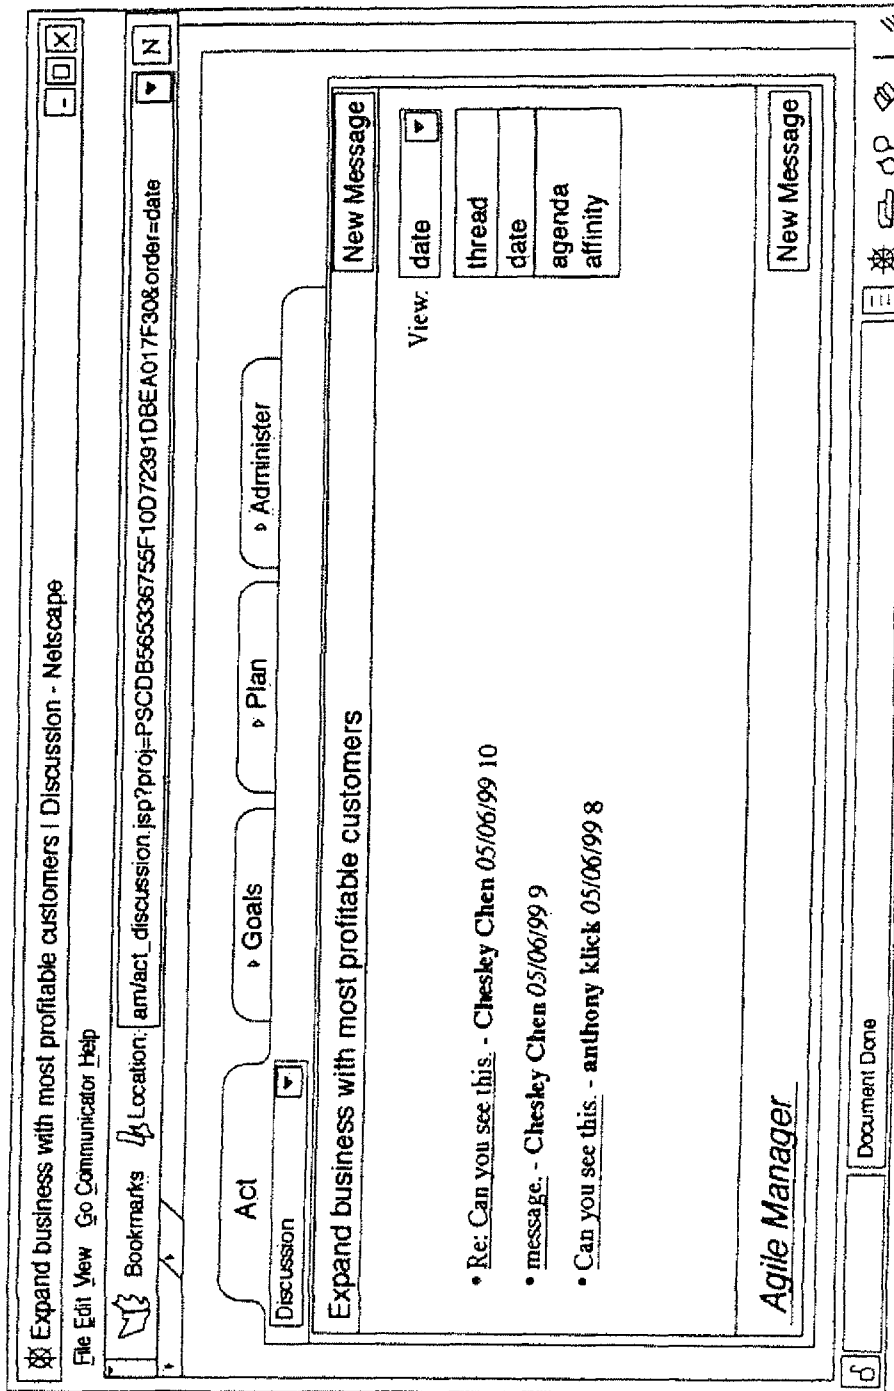 Expand business with most profitable customers | Discussion - Netscape
File Edit View Go Communicator Help
Bookmarks Location: am/act_discussion.jsp?proj=PSCDB565336755F10D72391DBEA017F30&order=date
N
Act
Goals
Plan
Administer
Discussion
Expand business with most profitable customers
New Message
View: date
thread
date
agenda
affinity
• Re: Can you see this. - Chesley Chen 05/06/99 10
• message. - Chesley Chen 05/06/99 9
• Can you see this. - anthony klick 05/06/99 8
Agile Manager
New Message
Document Done